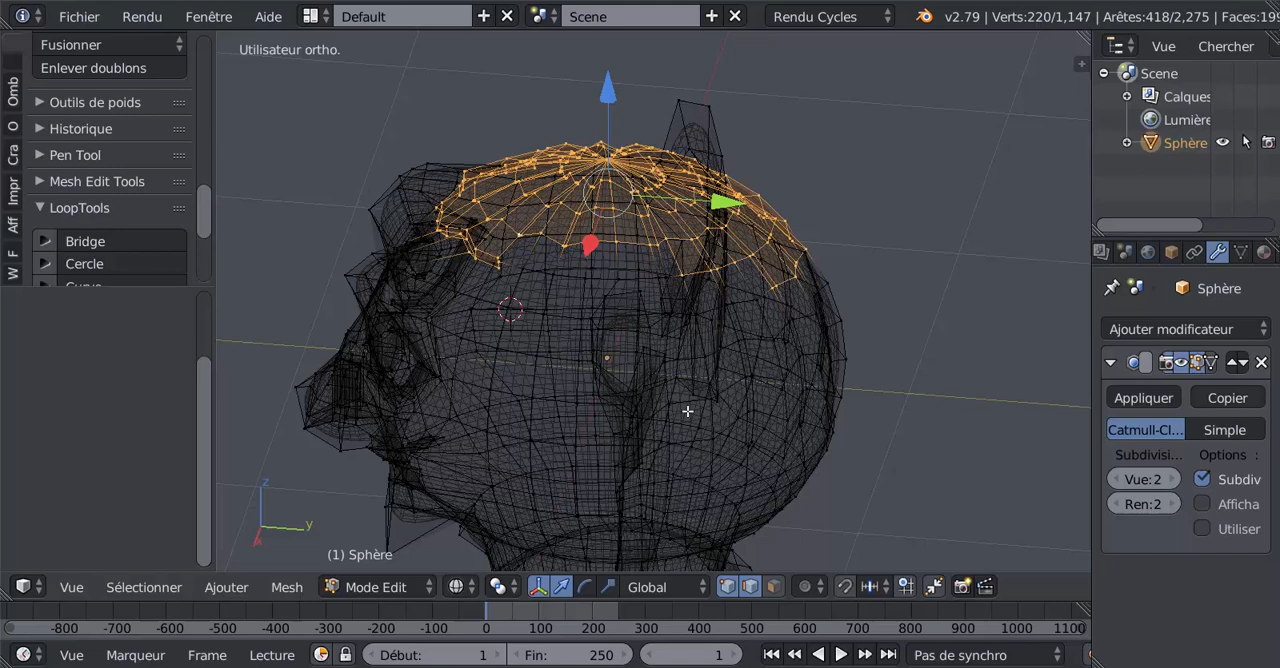 Fichier Rendu Fenêtre Aide Default Scene Rendu Cycles v2.79 | Verts:220/1,147 | Arêtes:418/2,275 | Faces:199
Fusionner
Enlever doublons
Outils de poids
Historique
Pen Tool
Mesh Edit Tools
LoopTools
Bridge
Cercle
Omb
O
Cra
Impr
Aff
F
W
Utilisateur ortho.
z
y
(1) Sphère
Vue Chercher
Scene
Calques
Lumière
Sphère
Sphère
Ajouter modificateur
Appliquer Copier
Catmull-Cl... Simple
Subdivisi... Options :
Vue:2 Subdiv
Ren:2 Afficha
Utiliser
Vue Sélectionner Ajouter Mesh Mode Edit Global
-800 -700 -600 -500 -400 -300 -200 -100 0 100 200 300 400 500 600 700 800 900 1000 1100
Vue Marqueur Frame Lecture Début: 1 Fin: 250 1 Pas de synchro